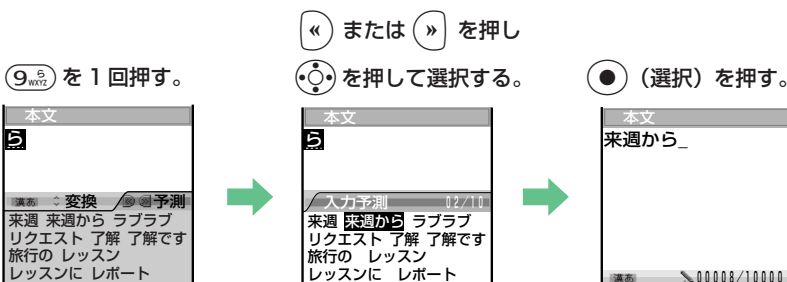 9 ら WXYZ を 1 回押す。
本文
ら
漢あ 変換 予測
来週 来週から ラブラブ
リクエスト 了解 了解です
旅行の レッスン
レッスンに レポート
« または » を押し
を押して選択する。
本文
ら
入力予測 02/10
来週 来週から ラブラブ
リクエスト 了解 了解です
旅行の レッスン
レッスンに レポート
（選択）を押す。
本文
来週から_
漢あ 00008/10000